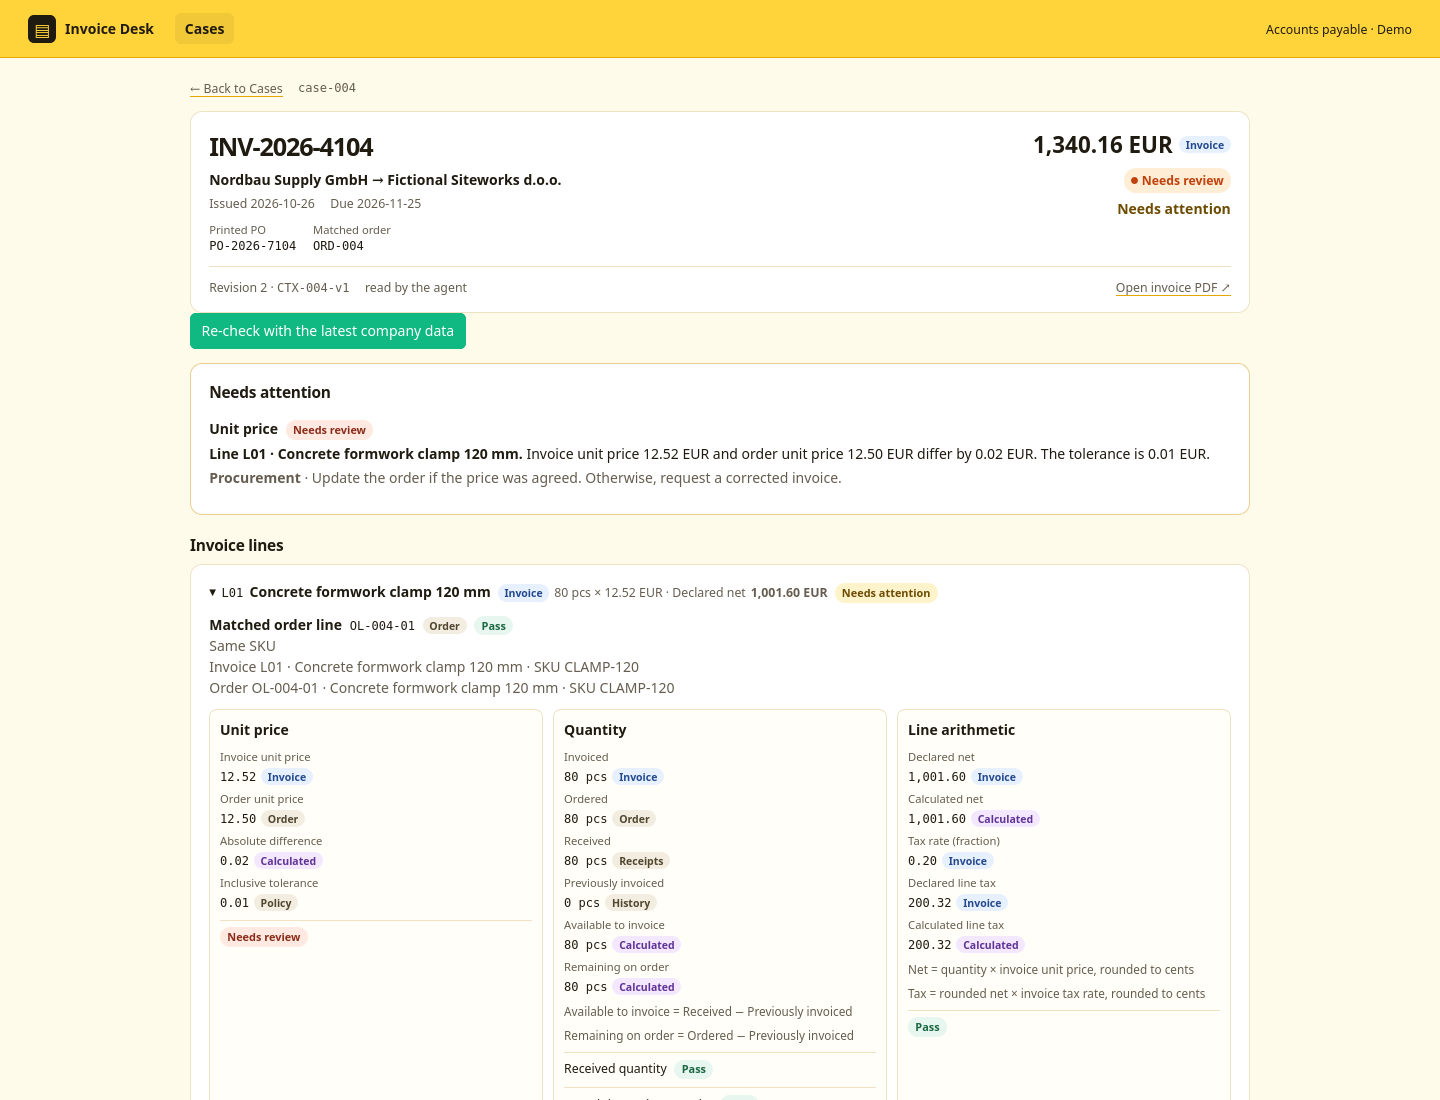 Invoice Desk
Cases
Accounts payable · Demo
← Back to Cases
case-004
INV-2026-4104
1,340.16 EUR Invoice
Nordbau Supply GmbH → Fictional Siteworks d.o.o.
Needs review
Issued 2026-10-26 Due 2026-11-25
Needs attention
Printed PO
PO-2026-7104
Matched order
ORD-004
Revision 2 · CTX-004-v1 read by the agent
Open invoice PDF ↗
Re-check with the latest company data
Needs attention
Unit price Needs review
Line L01 · Concrete formwork clamp 120 mm. Invoice unit price 12.52 EUR and order unit price 12.50 EUR differ by 0.02 EUR. The tolerance is 0.01 EUR.
Procurement · Update the order if the price was agreed. Otherwise, request a corrected invoice.
Invoice lines
▾ L01 Concrete formwork clamp 120 mm Invoice 80 pcs × 12.52 EUR · Declared net 1,001.60 EUR Needs attention
Matched order line OL-004-01 Order Pass
Same SKU
Invoice L01 · Concrete formwork clamp 120 mm · SKU CLAMP-120
Order OL-004-01 · Concrete formwork clamp 120 mm · SKU CLAMP-120
Unit price
Invoice unit price
12.52 Invoice
Order unit price
12.50 Order
Absolute difference
0.02 Calculated
Inclusive tolerance
0.01 Policy
Needs review
Quantity
Invoiced
80 pcs Invoice
Ordered
80 pcs Order
Received
80 pcs Receipts
Previously invoiced
0 pcs History
Available to invoice
80 pcs Calculated
Remaining on order
80 pcs Calculated
Available to invoice = Received − Previously invoiced
Remaining on order = Ordered − Previously invoiced
Received quantity Pass
Line arithmetic
Declared net
1,001.60 Invoice
Calculated net
1,001.60 Calculated
Tax rate (fraction)
0.20 Invoice
Declared line tax
200.32 Invoice
Calculated line tax
200.32 Calculated
Net = quantity × invoice unit price, rounded to cents
Tax = rounded net × invoice tax rate, rounded to cents
Pass